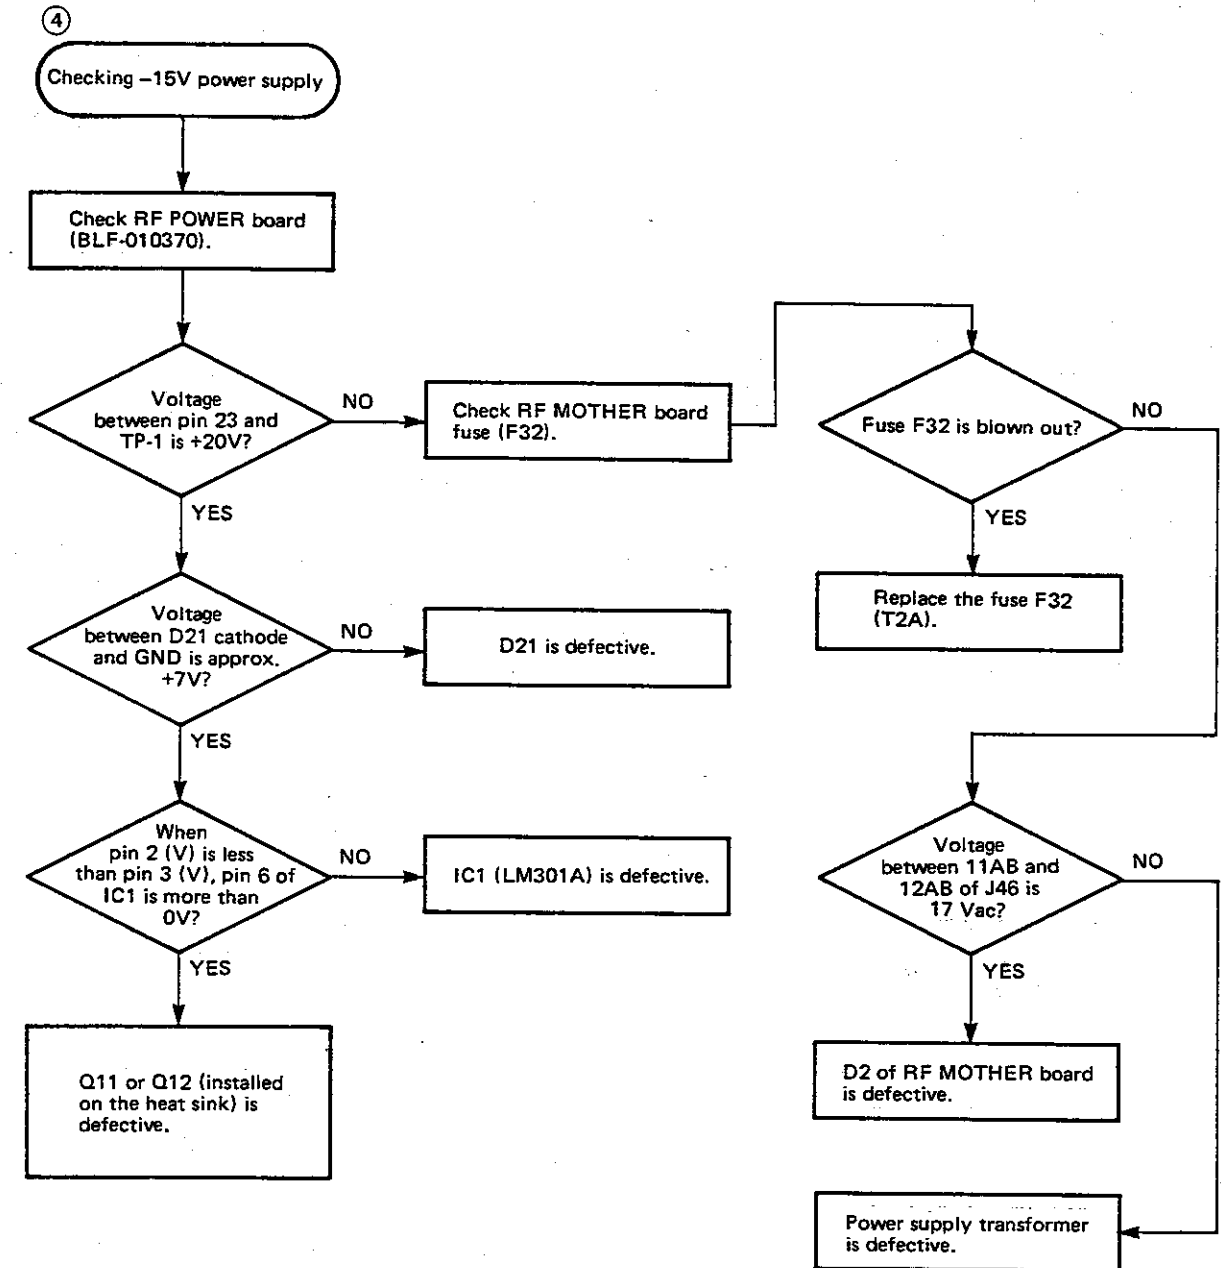 4
Checking –15V power supply
Check RF POWER board
(BLF-010370).
Voltage
between pin 23 and
TP-1 is +20V?
NO
YES
Check RF MOTHER board
fuse (F32).
Fuse F32 is blown out?
NO
YES
Replace the fuse F32
(T2A).
Voltage
between D21 cathode
and GND is approx.
+7V?
NO
YES
D21 is defective.
When
pin 2 (V) is less
than pin 3 (V), pin 6 of
IC1 is more than
0V?
NO
YES
IC1 (LM301A) is defective.
Voltage
between 11AB and
12AB of J46 is
17 Vac?
NO
YES
Q11 or Q12 (installed
on the heat sink) is
defective.
D2 of RF MOTHER board
is defective.
Power supply transformer
is defective.